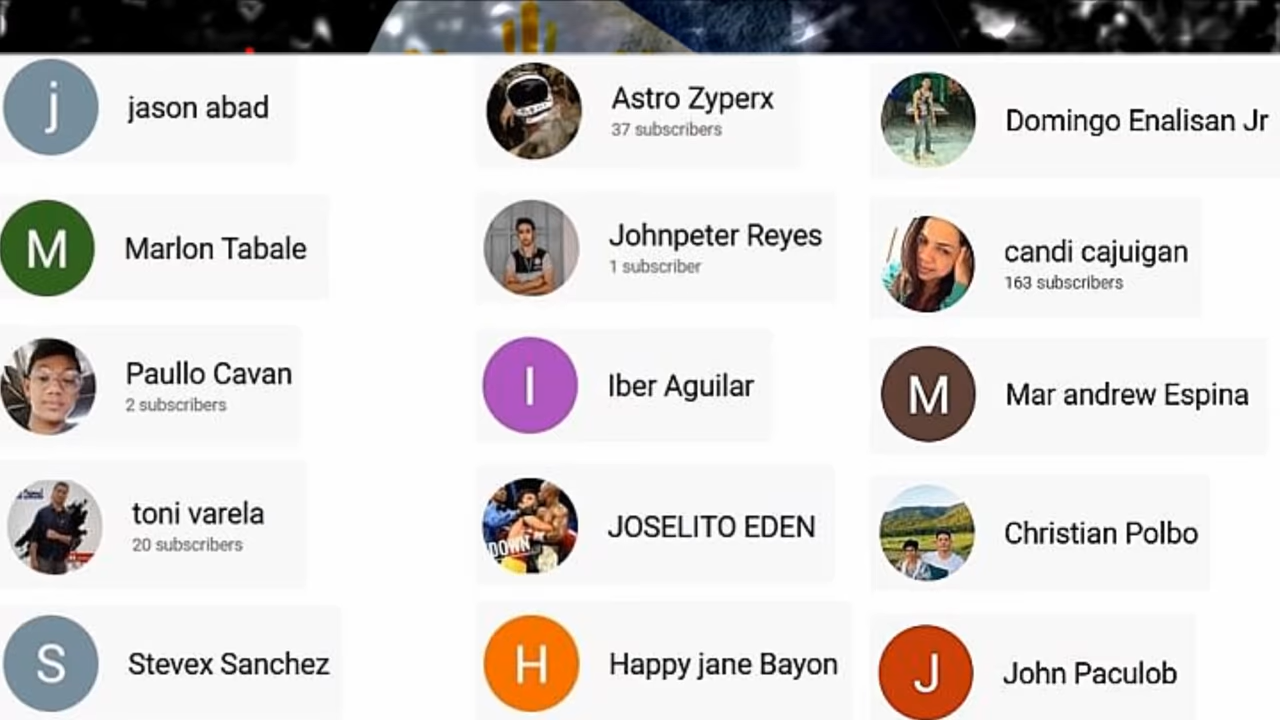 j
jason abad
M
Marlon Tabale
Paullo Cavan
2 subscribers
toni varela
20 subscribers
S
Stevex Sanchez
Astro Zyperx
37 subscribers
Johnpeter Reyes
1 subscriber
I
Iber Aguilar
DOWN
JOSELITO EDEN
H
Happy jane Bayon
Domingo Enalisan Jr
candi cajuigan
163 subscribers
M
Mar andrew Espina
Christian Polbo
J
John Paculob